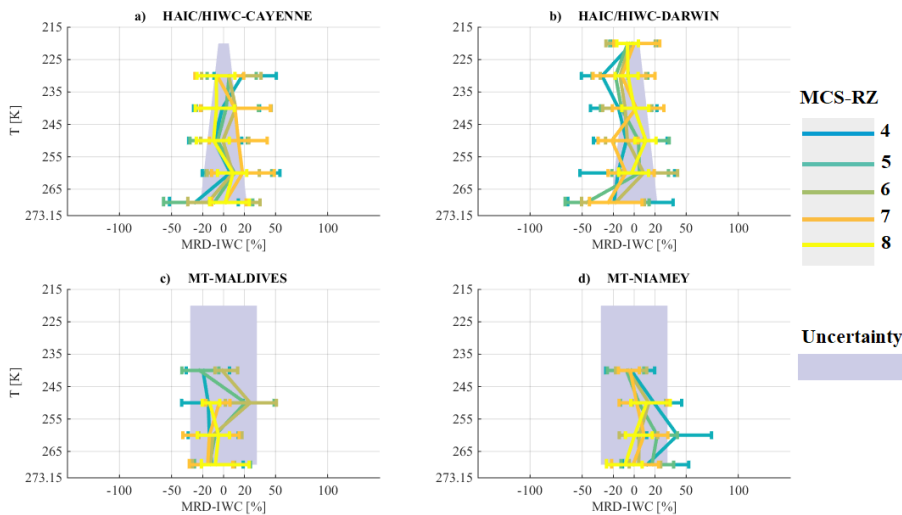 a) HAIC/HIWC-CAYENNE
b) HAIC/HIWC-DARWIN
T [K]
215
225
235
245
255
265
273.15
-100 -50 -20 0 20 50 100
MRD-IWC [%]
215
225
235
245
255
265
273.15
-100 -50 -20 0 20 50 100
MRD-IWC [%]
MCS-RZ
4
5
6
7
8
c) MT-MALDIVES
d) MT-NIAMEY
T [K]
215
225
235
245
255
265
273.15
-100 -50 -20 0 20 50 100
MRD-IWC [%]
215
225
235
245
255
265
273.15
-100 -50 -20 0 20 50 100
MRD-IWC [%]
Uncertainty